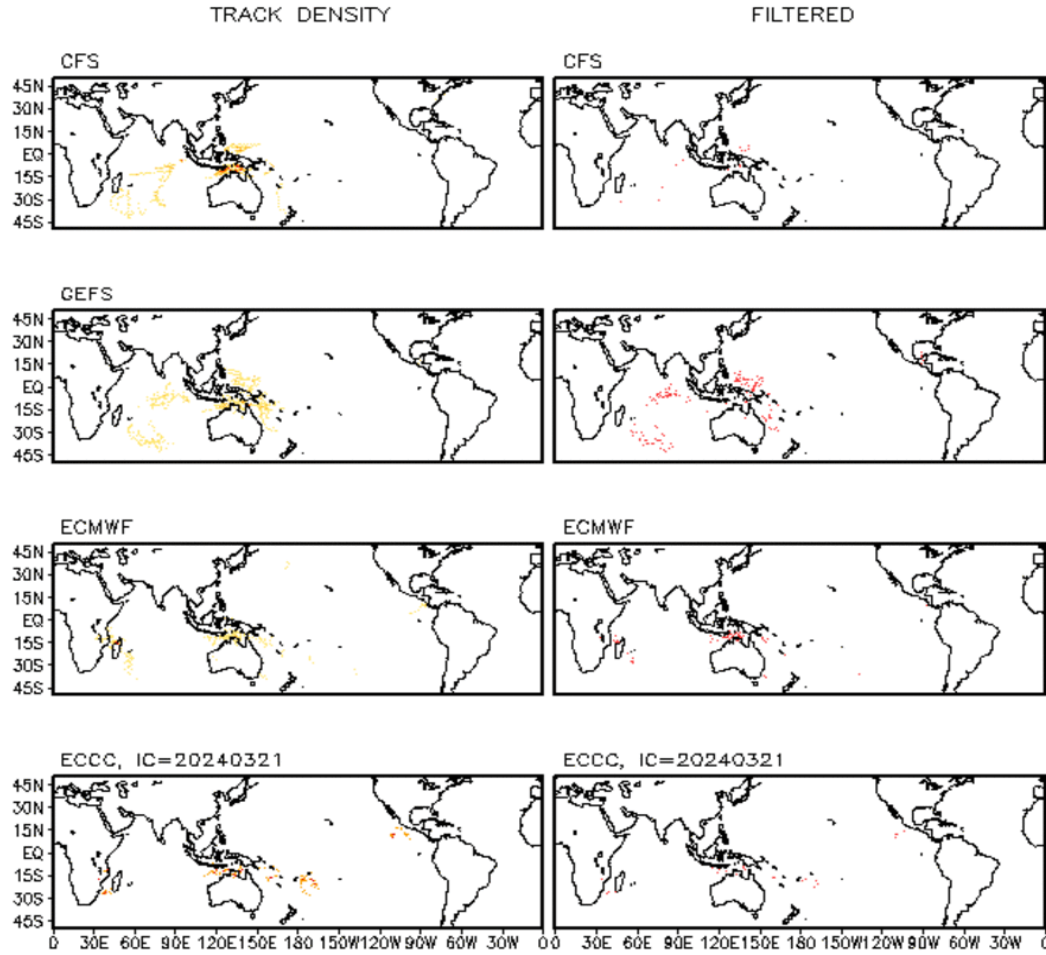 TRACK DENSITY
FILTERED
CFS
CFS
45N
30N
15N
EQ
15S
30S
45S
GEFS
GEFS
45N
30N
15N
EQ
15S
30S
45S
ECMWF
ECMWF
45N
30N
15N
EQ
15S
30S
45S
ECCC, IC=20240321
ECCC, IC=20240321
45N
30N
15N
EQ
15S
30S
45S
0 30E 60E 90E 120E 150E 180 150W 120W 90W 60W 30W 0 30E 60E 90E 120E 150E 180 150W 120W 90W 60W 30W 0